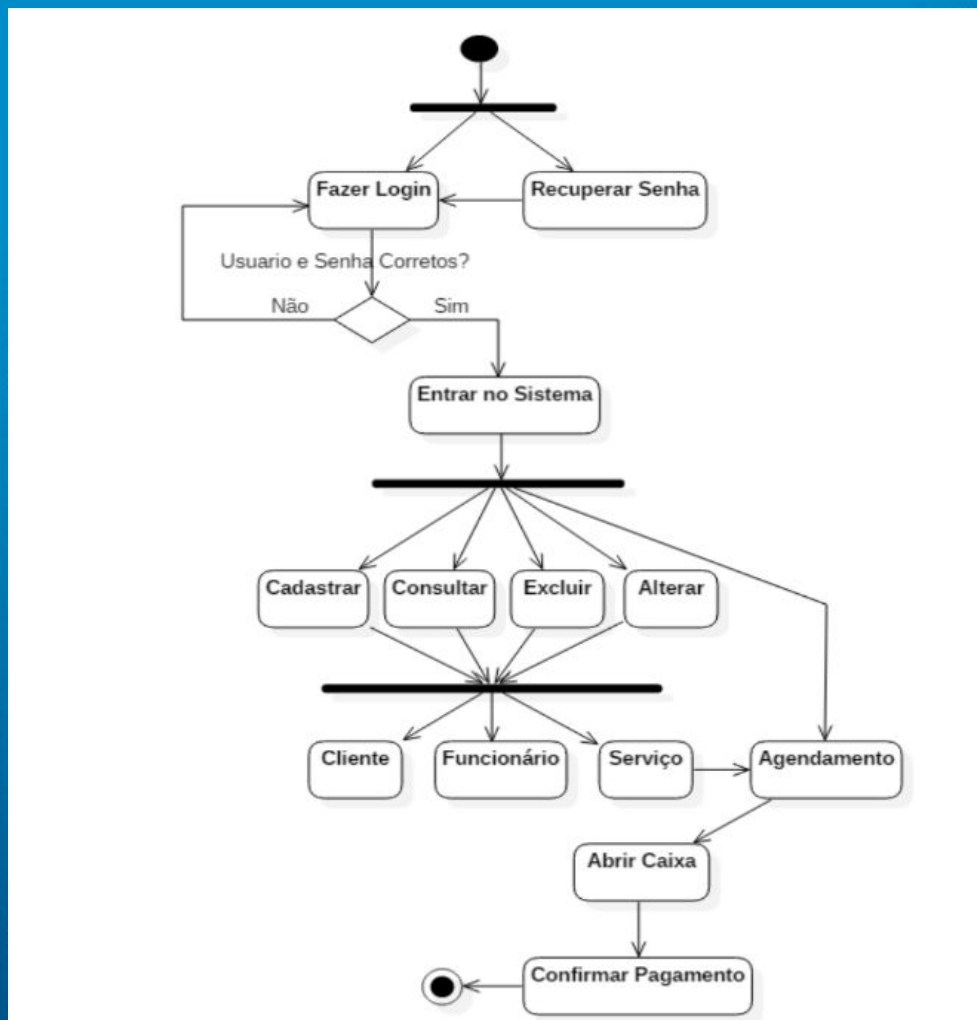 Fazer Login
Recuperar Senha
Usuario e Senha Corretos?
Não
Sim
Entrar no Sistema
Cadastrar
Consultar
Excluir
Alterar
Cliente
Funcionário
Serviço
Agendamento
Abrir Caixa
Confirmar Pagamento